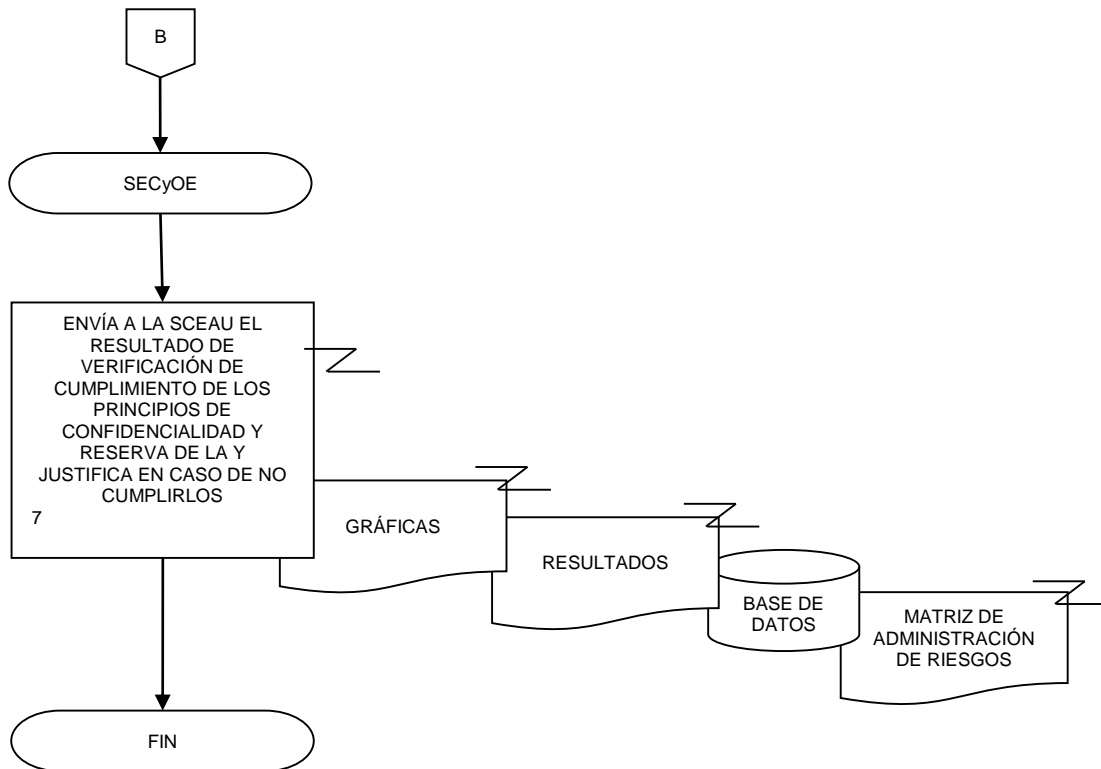 B
SECyOE
ENVÍA A LA SCEAU EL
RESULTADO DE
VERIFICACIÓN DE
CUMPLIMIENTO DE LOS
PRINCIPIOS DE
CONFIDENCIALIDAD Y
RESERVA DE LA Y
JUSTIFICA EN CASO DE NO
CUMPLIRLOS
7
GRÁFICAS
RESULTADOS
BASE DE
DATOS
MATRIZ DE
ADMINISTRACIÓN
DE RIESGOS
FIN